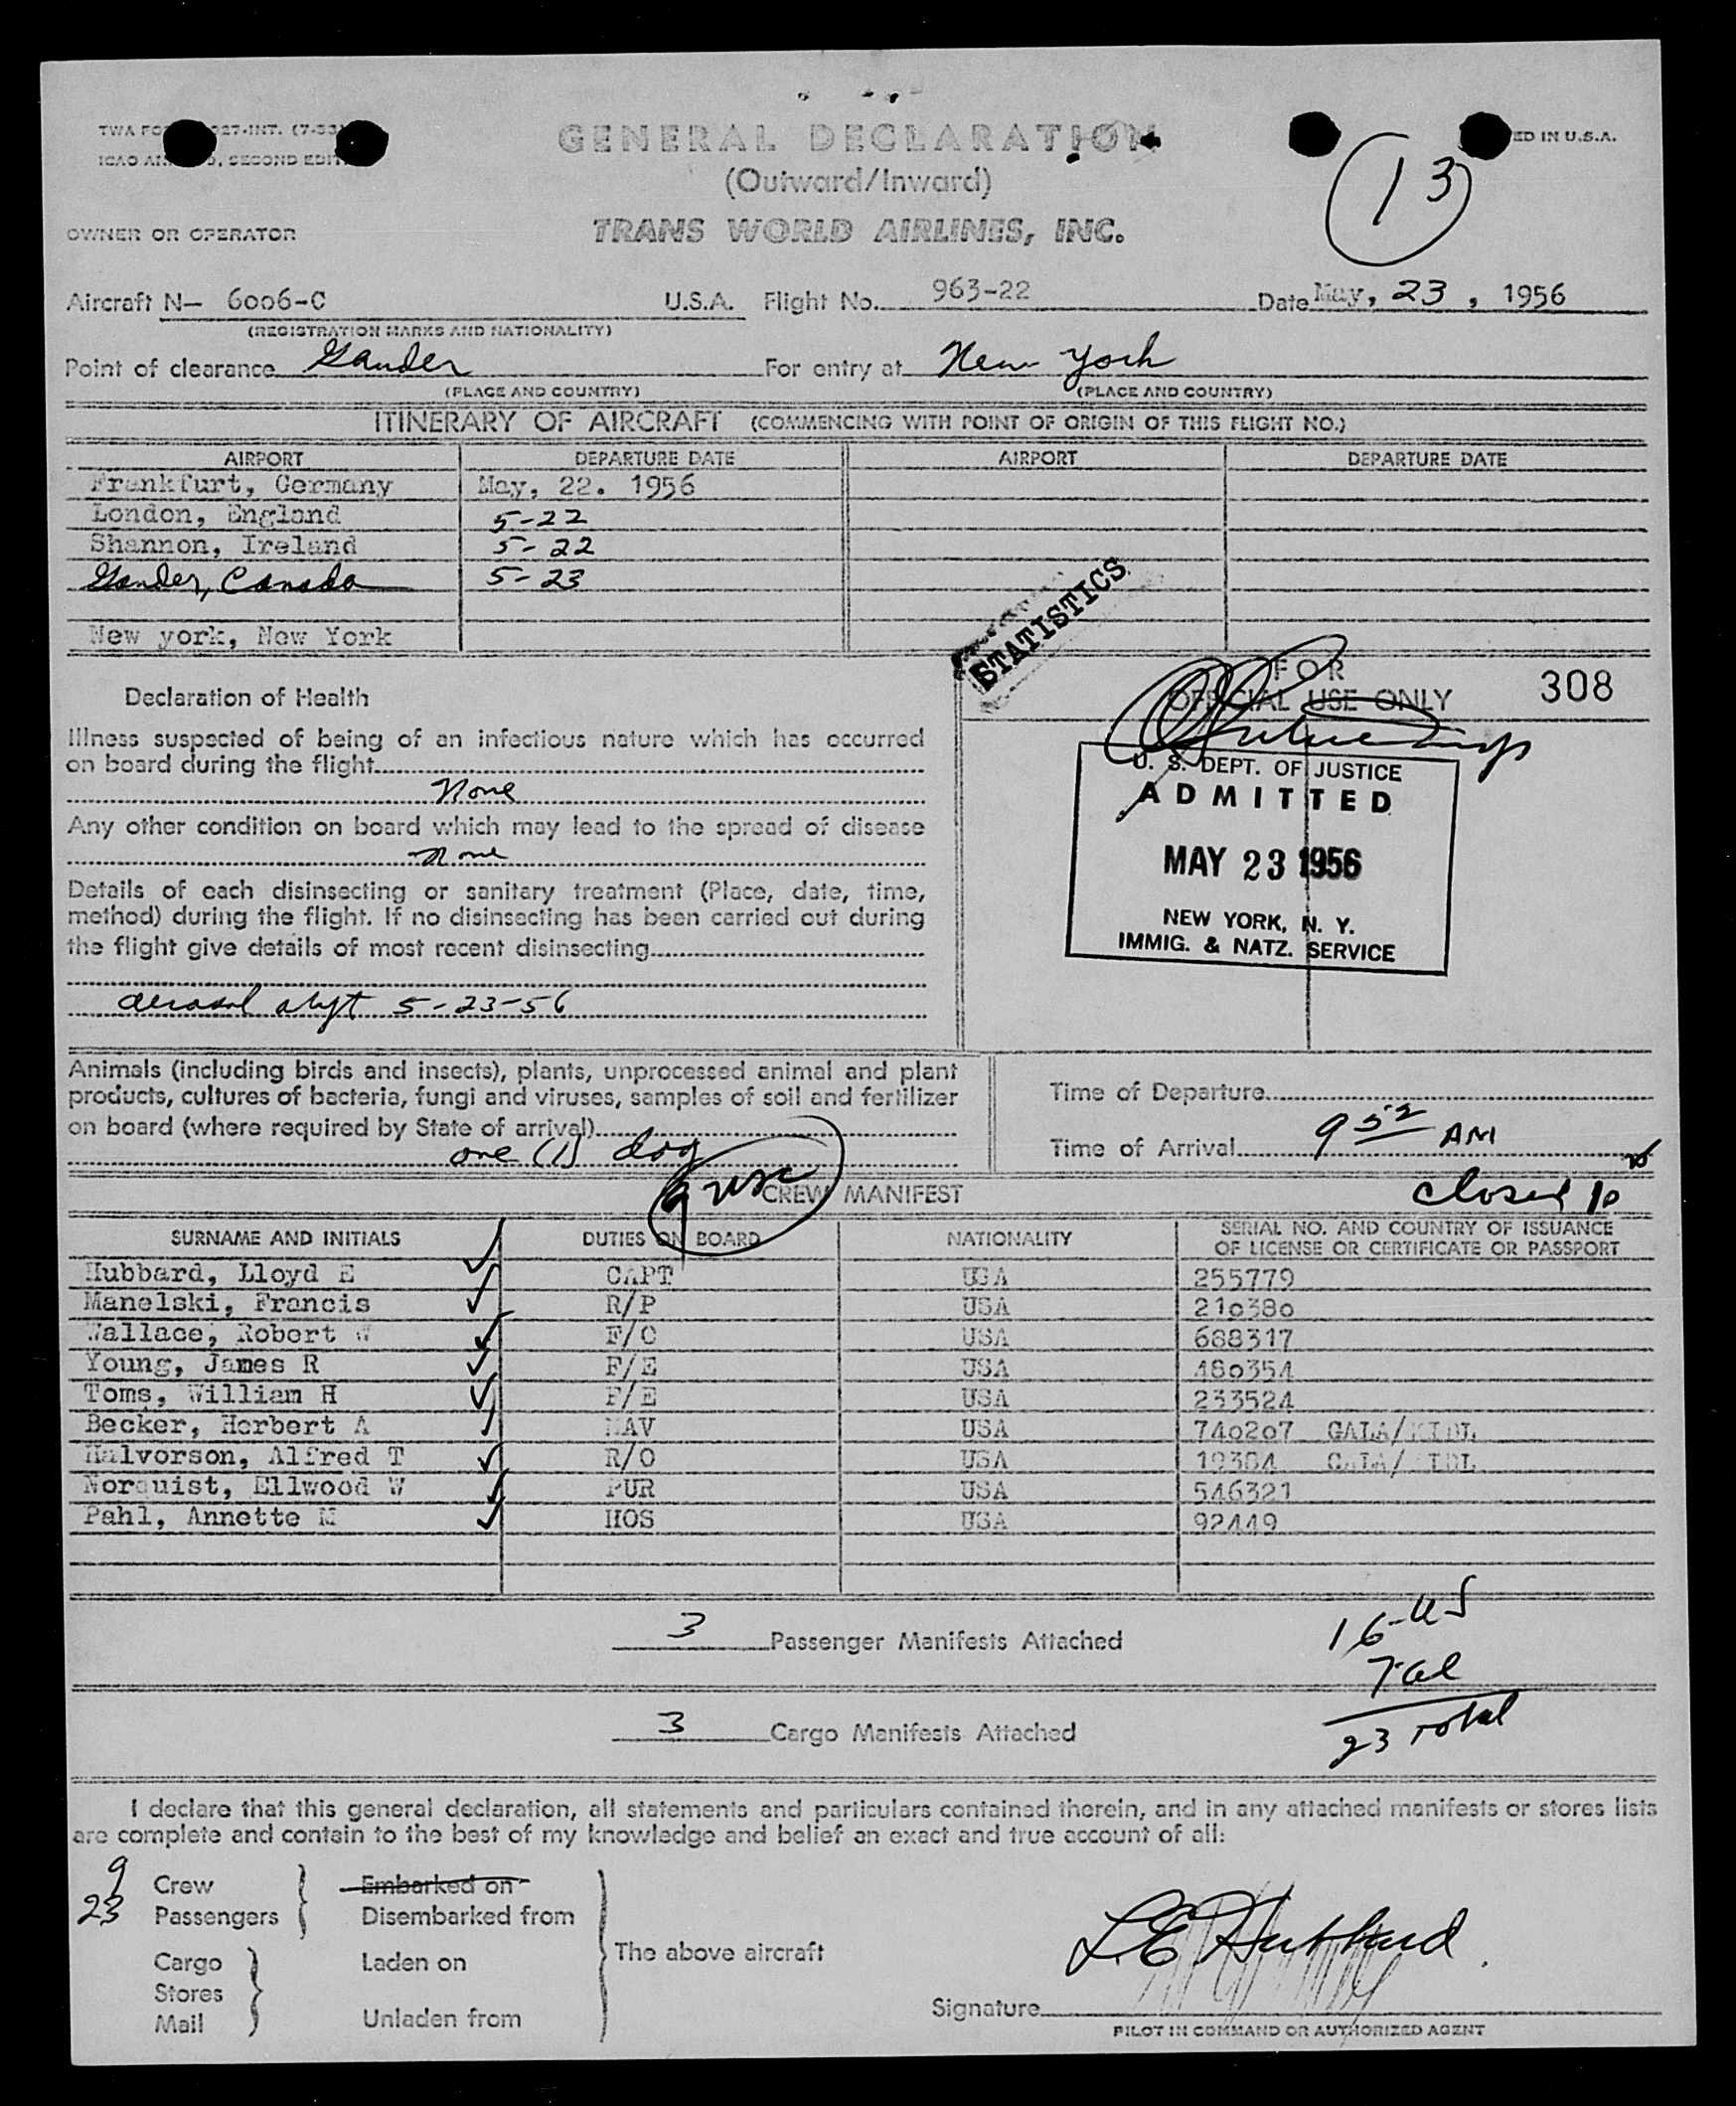 GENERAL DECLARATION
(Outward/Inward)
TRANS WORLD AIRLINES, INC.
13
ED IN U.S.A.
OWNER OR OPERATOR
Aircraft N- 6006-C U.S.A. Flight No. 963-22 Date May, 23, 1956
(REGISTRATION MARKS AND NATIONALITY)
Point of clearance Gander For entry at New York
(PLACE AND COUNTRY) (PLACE AND COUNTRY)
ITINERARY OF AIRCRAFT (COMMENCING WITH POINT OF ORIGIN OF THIS FLIGHT NO.)
AIRPORT DEPARTURE DATE AIRPORT DEPARTURE DATE
Frankfurt, Germany May, 22. 1956
London, England 5-22
Shannon, Ireland 5-22
Gander, Canada 5-23
New york, New York
STATISTICS
FOR
OFFICIAL USE ONLY 308
Declaration of Health
Illness suspected of being of an infectious nature which has occurred
on board during the flight
None
Any other condition on board which may lead to the spread of disease
None
Details of each disinsecting or sanitary treatment (Place, date, time,
method) during the flight. If no disinsecting has been carried out during
the flight give details of most recent disinsecting
aerosol 5-23-56
U. S. DEPT. OF JUSTICE
ADMITTED
MAY 23 1956
NEW YORK, N. Y.
IMMIG. & NATZ. SERVICE
Animals (including birds and insects), plants, unprocessed animal and plant
products, cultures of bacteria, fungi and viruses, samples of soil and fertilizer
on board (where required by State of arrival)
one (1) dog
Time of Departure
Time of Arrival 9 52 AM
9 usc
closed
CREW MANIFEST
SURNAME AND INITIALS DUTIES ON BOARD NATIONALITY SERIAL NO. AND COUNTRY OF ISSUANCE
OF LICENSE OR CERTIFICATE OR PASSPORT
Hubbard, Lloyd E CAPT USA 255779
Manelski, Francis R/P USA 210380
Wallace, Robert W F/O USA 688317
Young, James R F/E USA 480354
Toms, William H F/E USA 233524
Becker, Herbert A NAV USA 740207
Halvorson, Alfred T R/O USA 19384
Norquist, Ellwood W PUR USA 546321
Pahl, Annette M HOS USA 92449
3 Passenger Manifests Attached
16-US
7 al
23 Total
3 Cargo Manifests Attached
I declare that this general declaration, all statements and particulars contained therein, and in any attached manifests or stores lists
are complete and contain to the best of my knowledge and belief an exact and true account of all:
9 Crew Embarked on
23 Passengers Disembarked from
The above aircraft
Cargo Laden on
Stores
Mail Unladen from
L E Hubbard
Signature
PILOT IN COMMAND OR AUTHORIZED AGENT